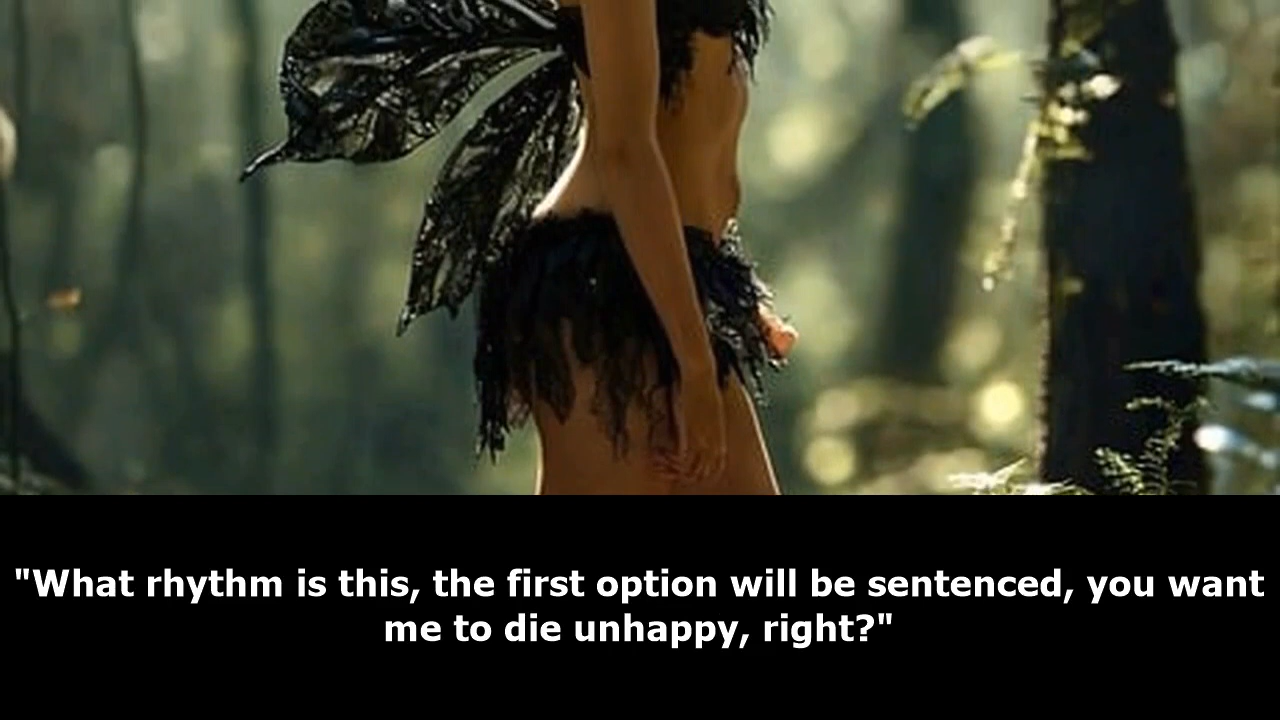 "What rhythm is this, the first option will be sentenced, you want
me to die unhappy, right?"